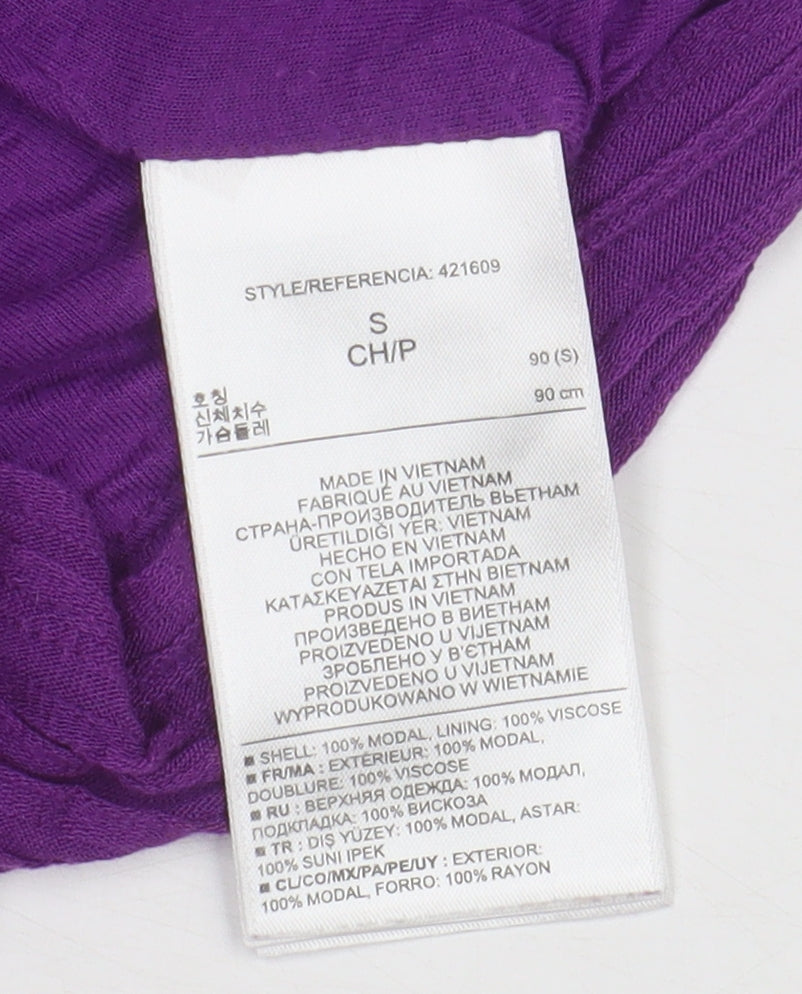 STYLE/REFERENCIA: 421609
S
CH/P
호칭 90 (S)
신체치수
가슴둘레 90 cm
MADE IN VIETNAM
FABRIQUÉ AU VIETNAM
СТРАНА-ПРОИЗВОДИТЕЛЬ ВЬЕТНАМ
ÜRETILDIĞI YER: VIETNAM
HECHO EN VIETNAM
CON TELA IMPORTADA
ΚΑΤΑΣΚΕΥΑΖΕΤΑΙ ΣΤΗΝ ΒΙΕΤΝΑΜ
PRODUS IN VIETNAM
ПРОИЗВЕДЕНО В ВИЕТНАМ
PROIZVEDENO U VIJETNAM
ЗРОБЛЕНО У В'ЄТНАМ
PROIZVEDENO U VIJETNAM
WYPRODUKOWANO W WIETNAMIE
■ SHELL: 100% MODAL, LINING: 100% VISCOSE
■ FR/MA : EXTÉRIEUR: 100% MODAL,
DOUBLURE: 100% VISCOSE
■ RU : ВЕРХНЯЯ ОДЕЖДА: 100% МОДАЛ,
ПОДКЛАДКА: 100% ВИСКОЗА
■ TR : DIŞ YÜZEY: 100% MODAL, ASTAR:
100% SUNI IPEK
■ CL/CO/MX/PA/PE/UY : EXTERIOR:
100% MODAL, FORRO: 100% RAYON